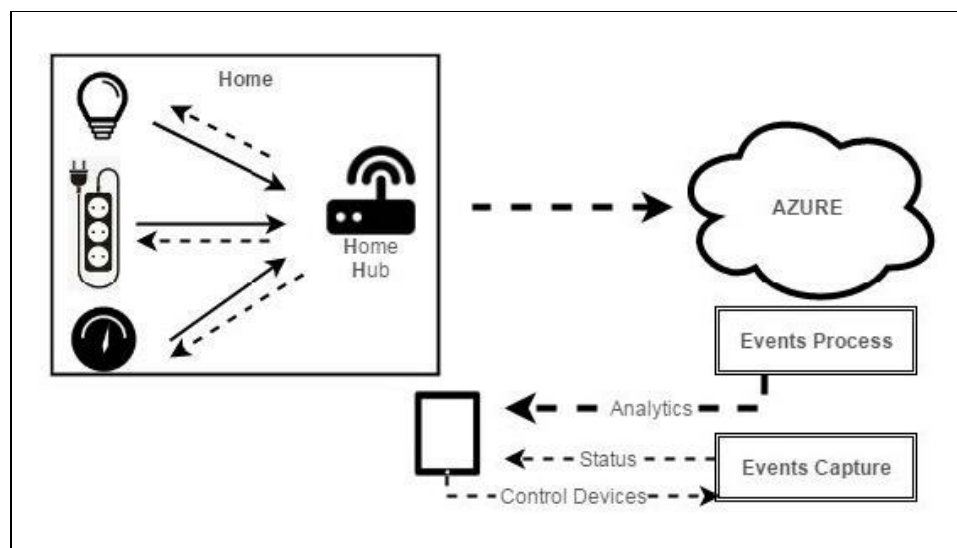 Home
Home
Hub
AZURE
Events Process
Analytics
Status
Events Capture
Control Devices